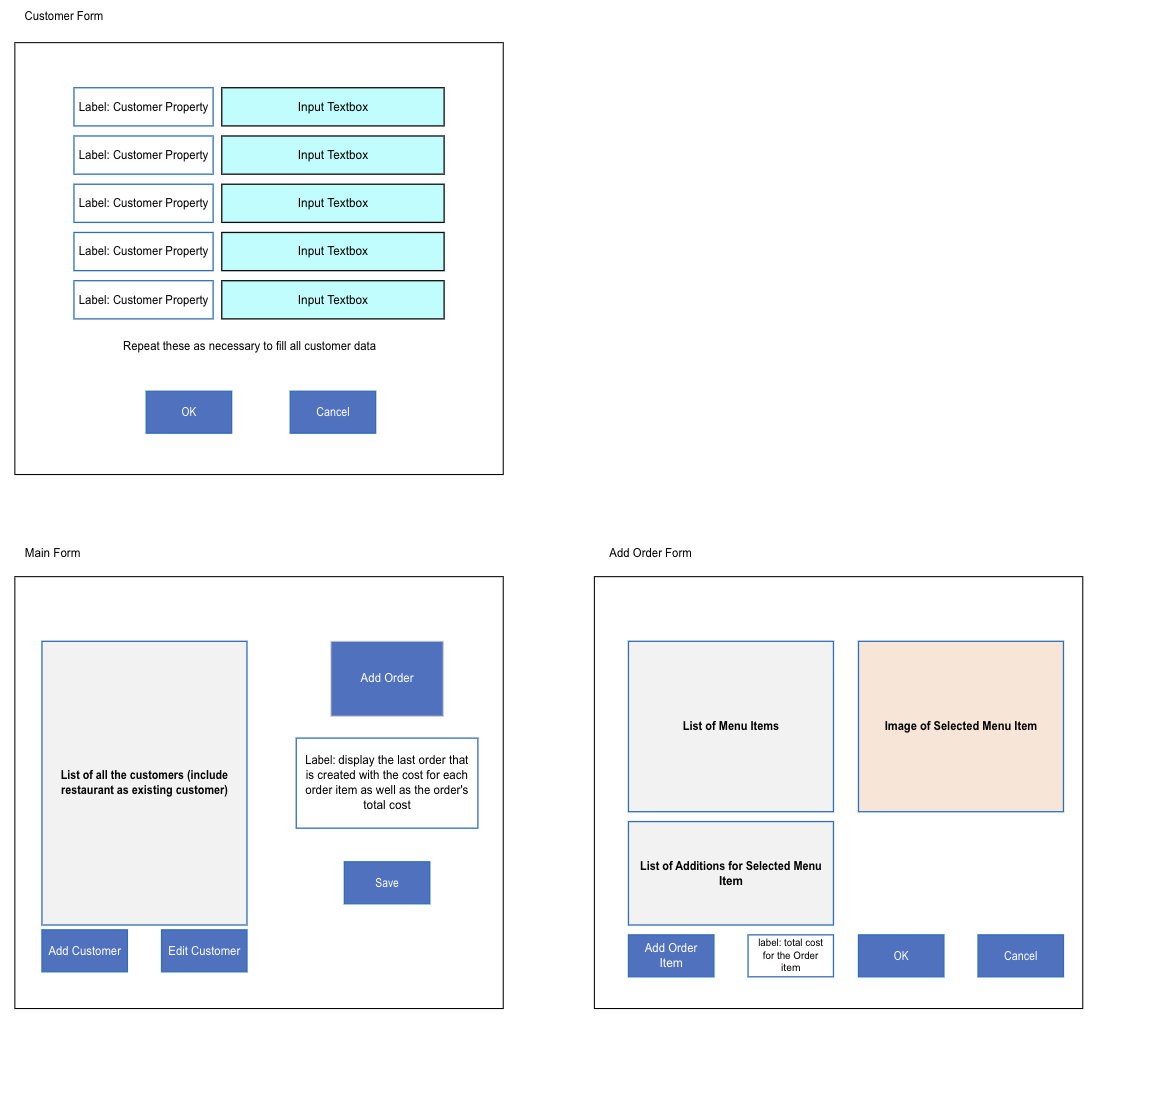 Customer Form
Label: Customer Property
Input Textbox
Label: Customer Property
Input Textbox
Label: Customer Property
Input Textbox
Label: Customer Property
Input Textbox
Label: Customer Property
Input Textbox
Repeat these as necessary to fill all customer data
OK
Cancel
Main Form
List of all the customers (include
restaurant as existing customer)
Add Customer
Edit Customer
Add Order
Label: display the last order that
is created with the cost for each
order item as well as the order's
total cost
Save
Add Order Form
List of Menu Items
Image of Selected Menu Item
List of Additions for Selected Menu
Item
Add Order
Item
label: total cost
for the Order
item
OK
Cancel